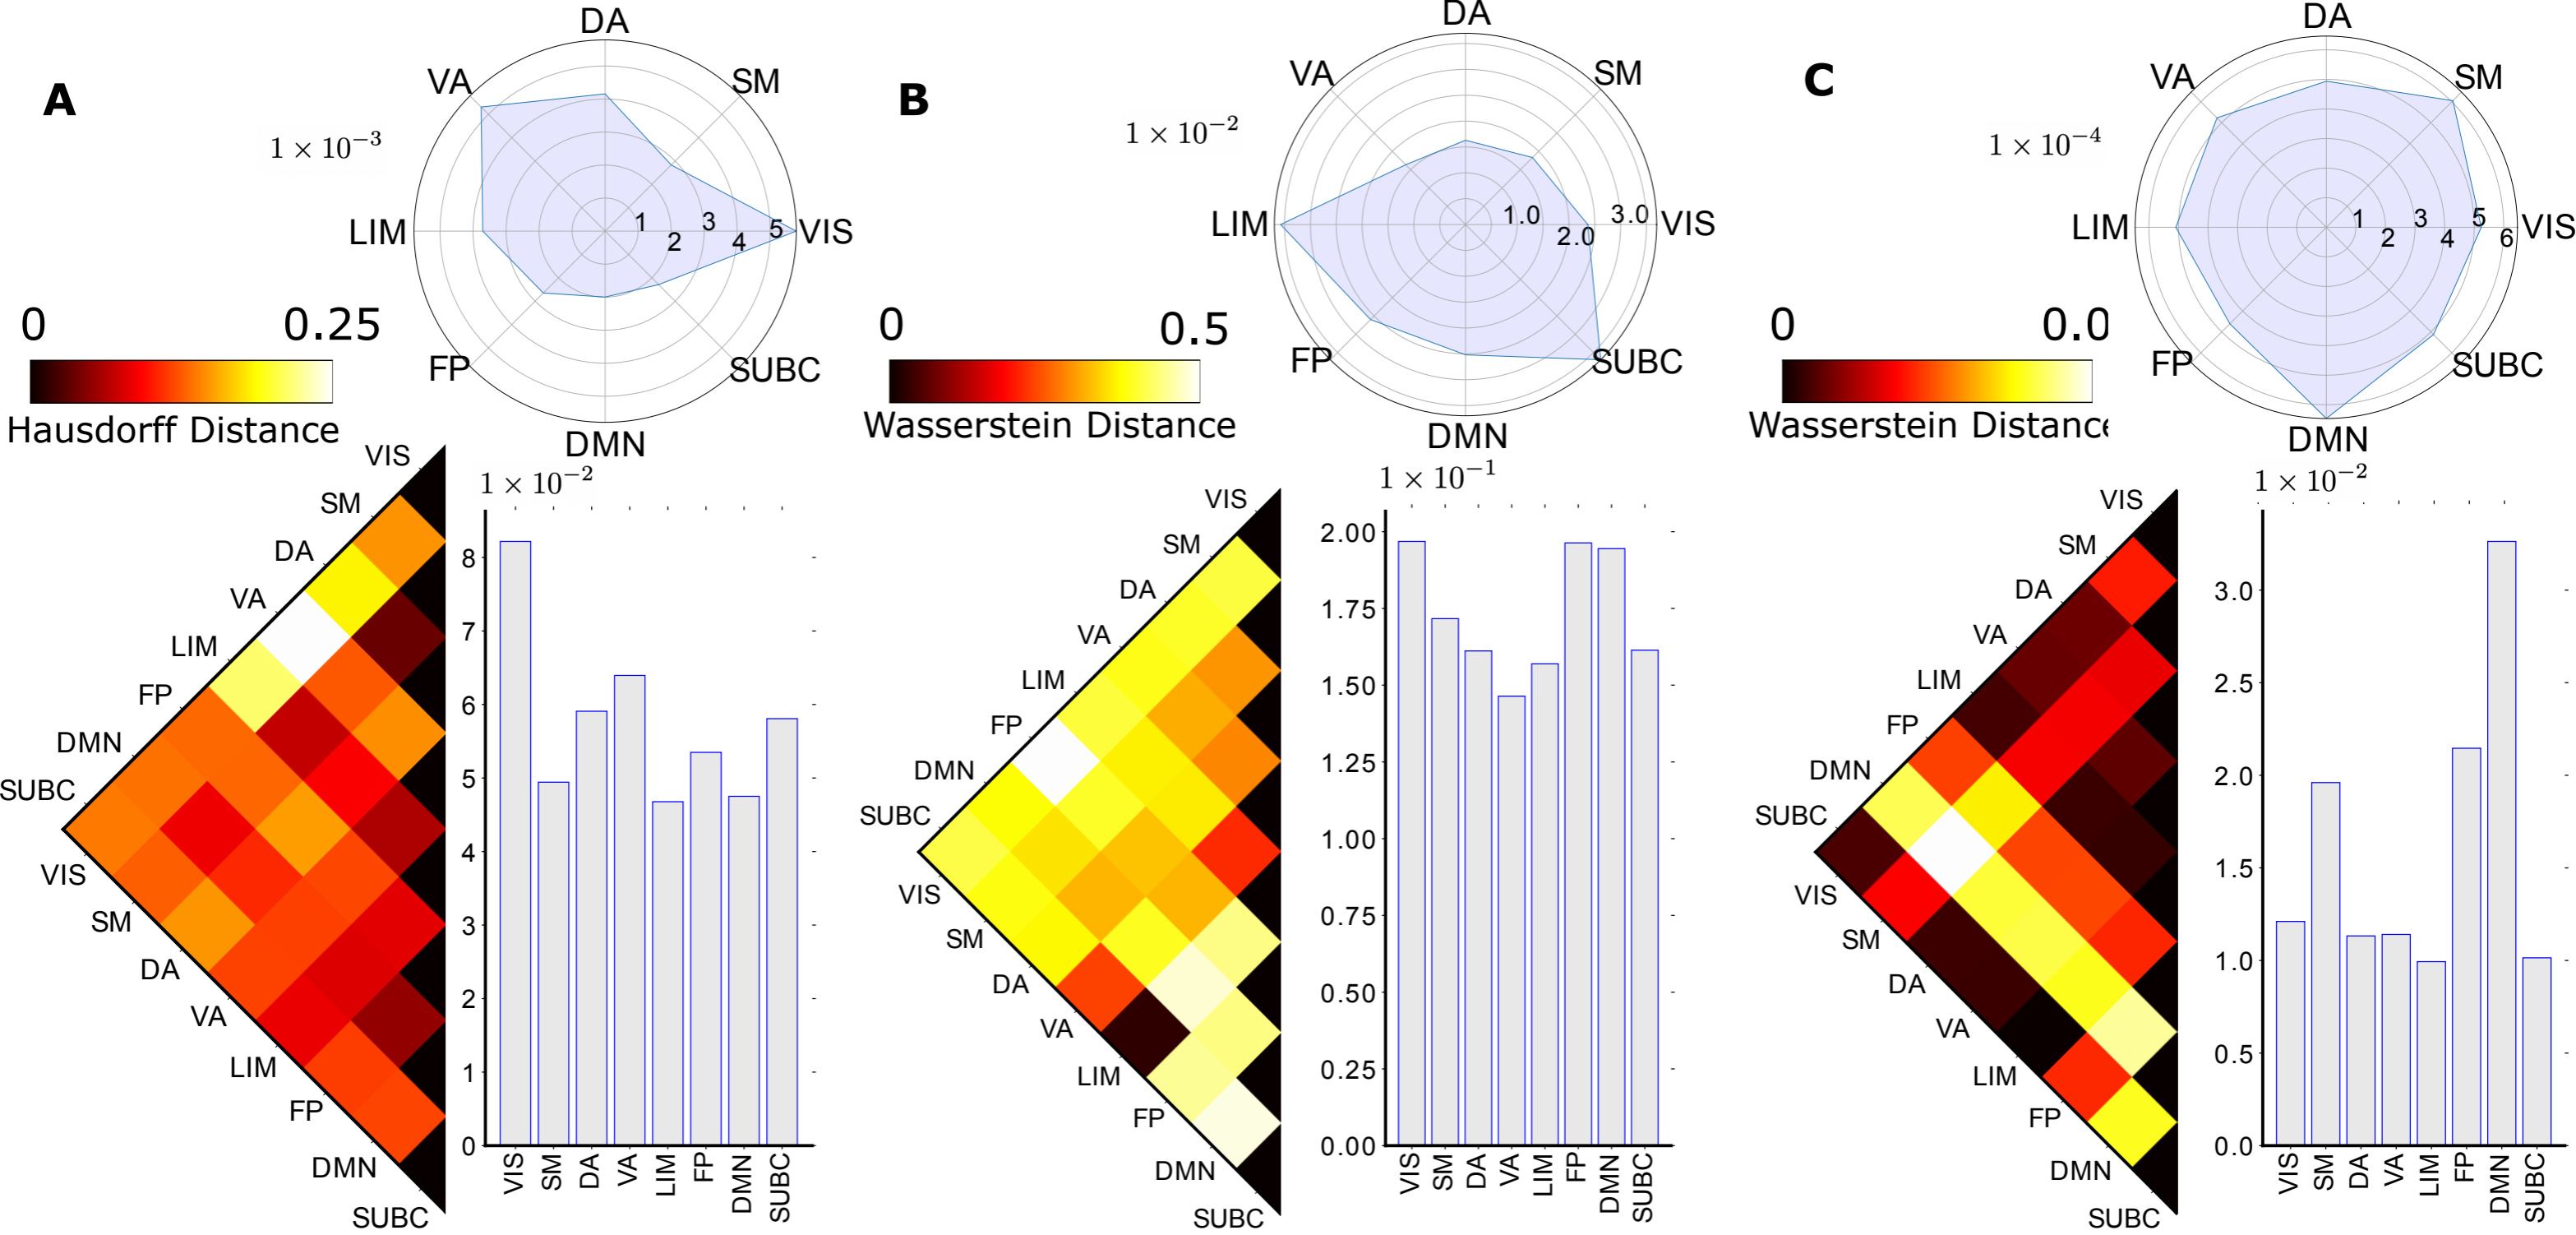 A
1 × 10⁻³
DA
VA
SM
LIM
VIS
FP
SUBC
DMN
1
2
3
4
5
0
0.25
Hausdorff Distance
VIS
SM
DA
VA
LIM
FP
DMN
SUBC
VIS
SM
DA
VA
LIM
FP
DMN
SUBC
1 × 10⁻²
8
7
6
5
4
3
2
1
0
VIS
SM
DA
VA
LIM
FP
DMN
SUBC
B
1 × 10⁻²
DA
VA
SM
LIM
VIS
FP
SUBC
DMN
1.0
2.0
3.0
0
0.5
Wasserstein Distance
VIS
SM
DA
VA
LIM
FP
DMN
SUBC
VIS
SM
DA
VA
LIM
FP
DMN
SUBC
1 × 10⁻¹
2.00
1.75
1.50
1.25
1.00
0.75
0.50
0.25
0.00
VIS
SM
DA
VA
LIM
FP
DMN
SUBC
C
1 × 10⁻⁴
DA
VA
SM
LIM
VIS
FP
SUBC
DMN
1
2
3
4
5
6
0
0.0
Wasserstein Distance
VIS
SM
DA
VA
LIM
FP
DMN
SUBC
VIS
SM
DA
VA
LIM
FP
DMN
SUBC
1 × 10⁻²
3.0
2.5
2.0
1.5
1.0
0.5
0.0
VIS
SM
DA
VA
LIM
FP
DMN
SUBC